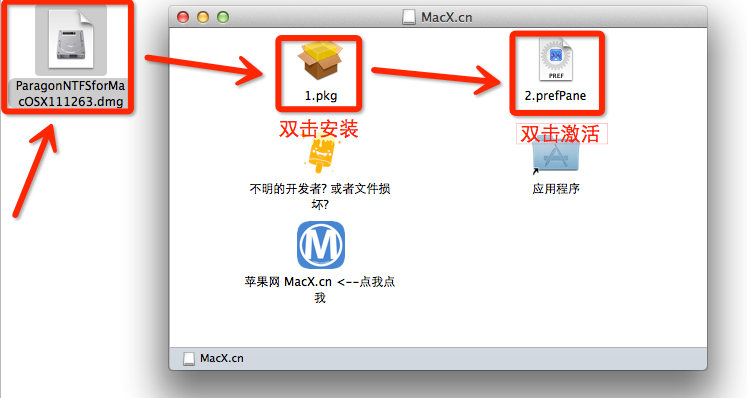 MacX.cn
ParagonNTFSforMa
cOSX111263.dmg
1.pkg
PREF
2.prefPane
双击安装
双击激活
不明的开发者? 或者文件损
坏?
应用程序
M
苹果网 MacX.cn <--点我点
我
MacX.cn